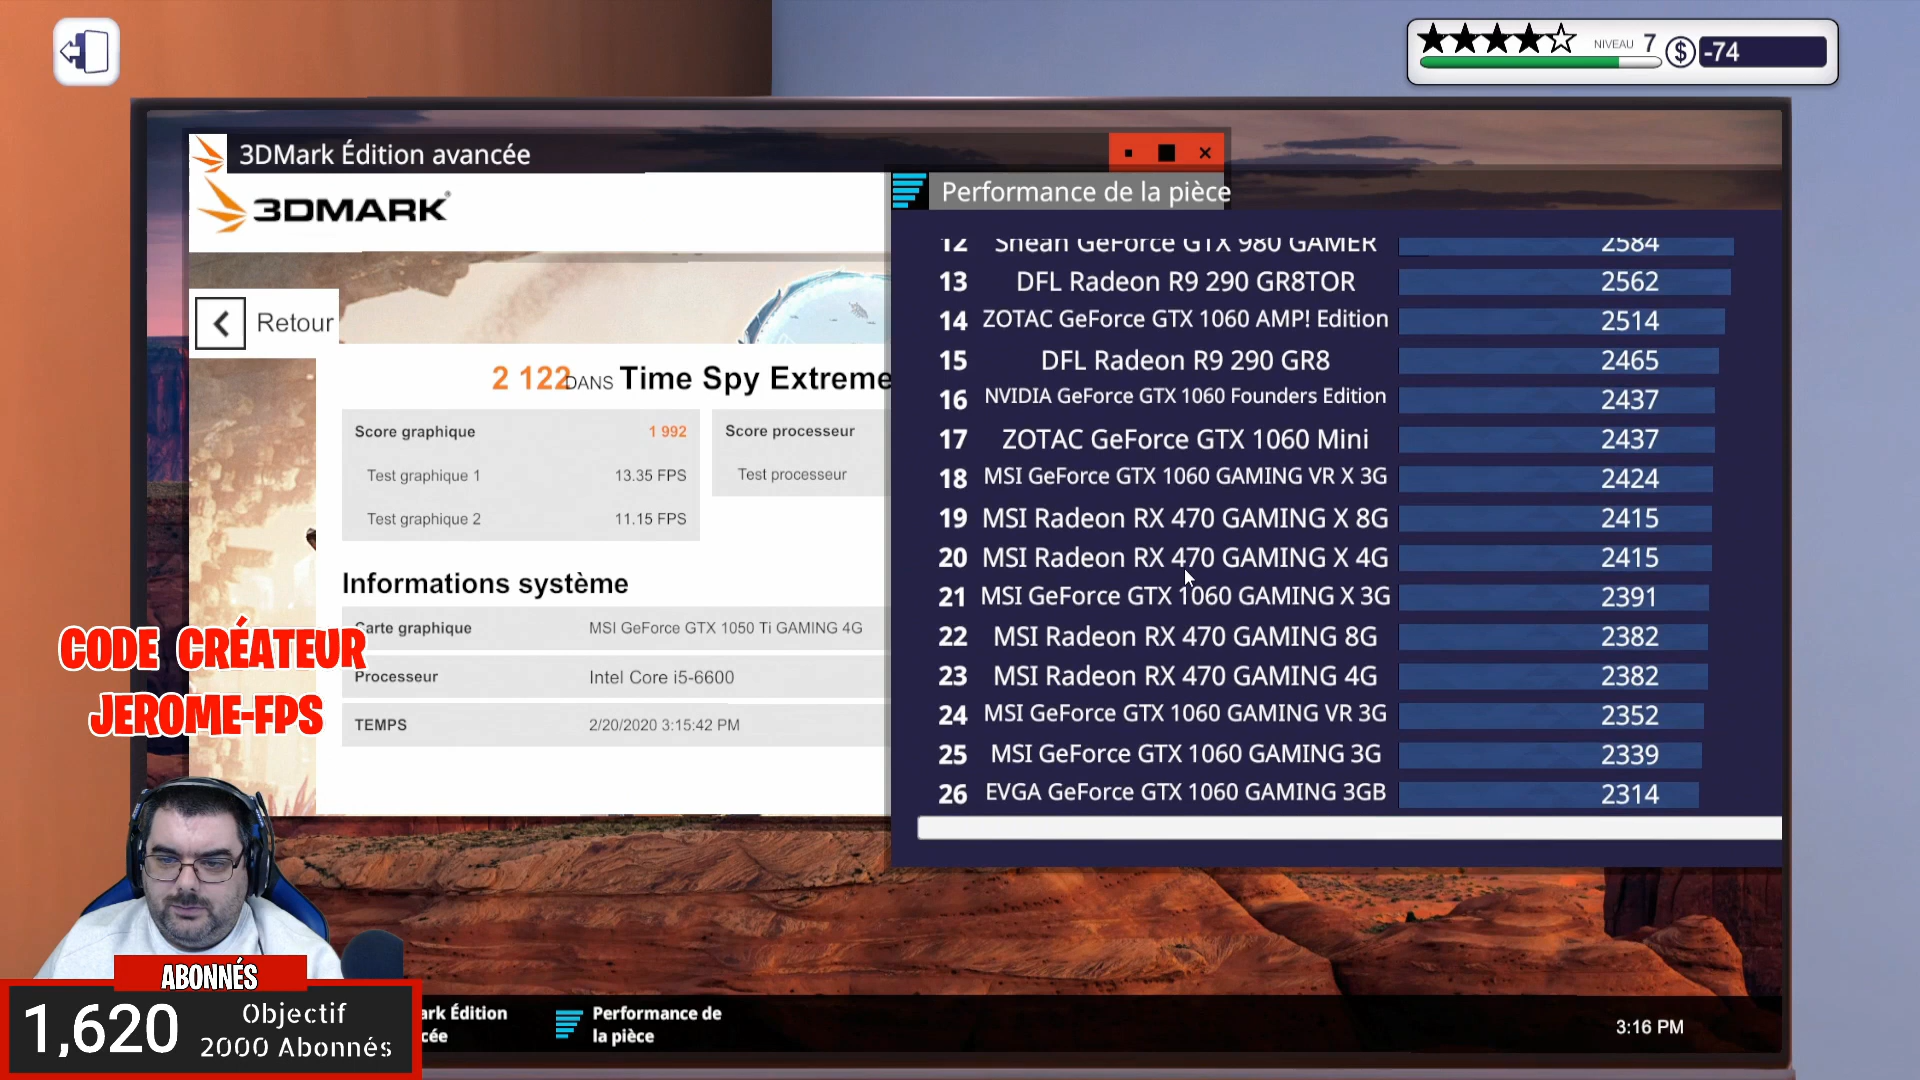 NIVEAU 7 $ -74
3DMark Édition avancée
3DMARK
Performance de la pièce
12 Shean GeForce GTX 980 GAMER 2584
13 DFL Radeon R9 290 GR8TOR 2562
14 ZOTAC GeForce GTX 1060 AMP! Edition 2514
15 DFL Radeon R9 290 GR8 2465
16 NVIDIA GeForce GTX 1060 Founders Edition 2437
17 ZOTAC GeForce GTX 1060 Mini 2437
18 MSI GeForce GTX 1060 GAMING VR X 3G 2424
19 MSI Radeon RX 470 GAMING X 8G 2415
20 MSI Radeon RX 470 GAMING X 4G 2415
21 MSI GeForce GTX 1060 GAMING X 3G 2391
22 MSI Radeon RX 470 GAMING 8G 2382
23 MSI Radeon RX 470 GAMING 4G 2382
24 MSI GeForce GTX 1060 GAMING VR 3G 2352
25 MSI GeForce GTX 1060 GAMING 3G 2339
26 EVGA GeForce GTX 1060 GAMING 3GB 2314
Retour
2 122 DANS Time Spy Extreme
Score graphique 1 992
Test graphique 1 13.35 FPS
Test graphique 2 11.15 FPS
Score processeur
Test processeur
Informations système
Carte graphique MSI GeForce GTX 1050 Ti GAMING 4G
Processeur Intel Core i5-6600
TEMPS 2/20/2020 3:15:42 PM
CODE CRÉATEUR
JEROME-FPS
ABONNÉS
1,620
Objectif
2000 Abonnés
ark Édition
cée
Performance de
la pièce
3:16 PM